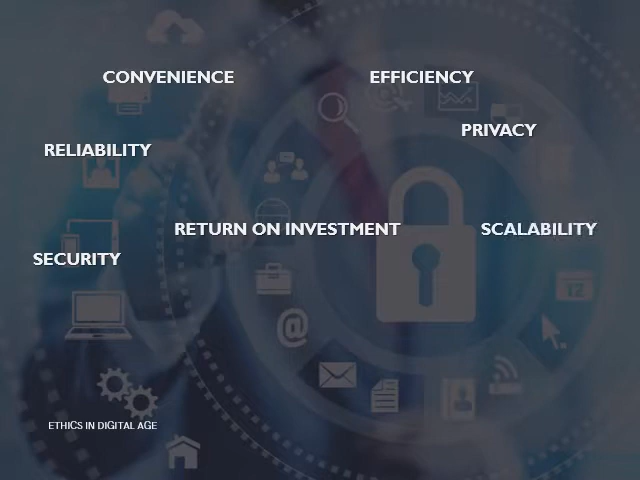 CONVENIENCE
EFFICIENCY
PRIVACY
RELIABILITY
RETURN ON INVESTMENT
SCALABILITY
SECURITY
@
ETHICS IN DIGITAL AGE